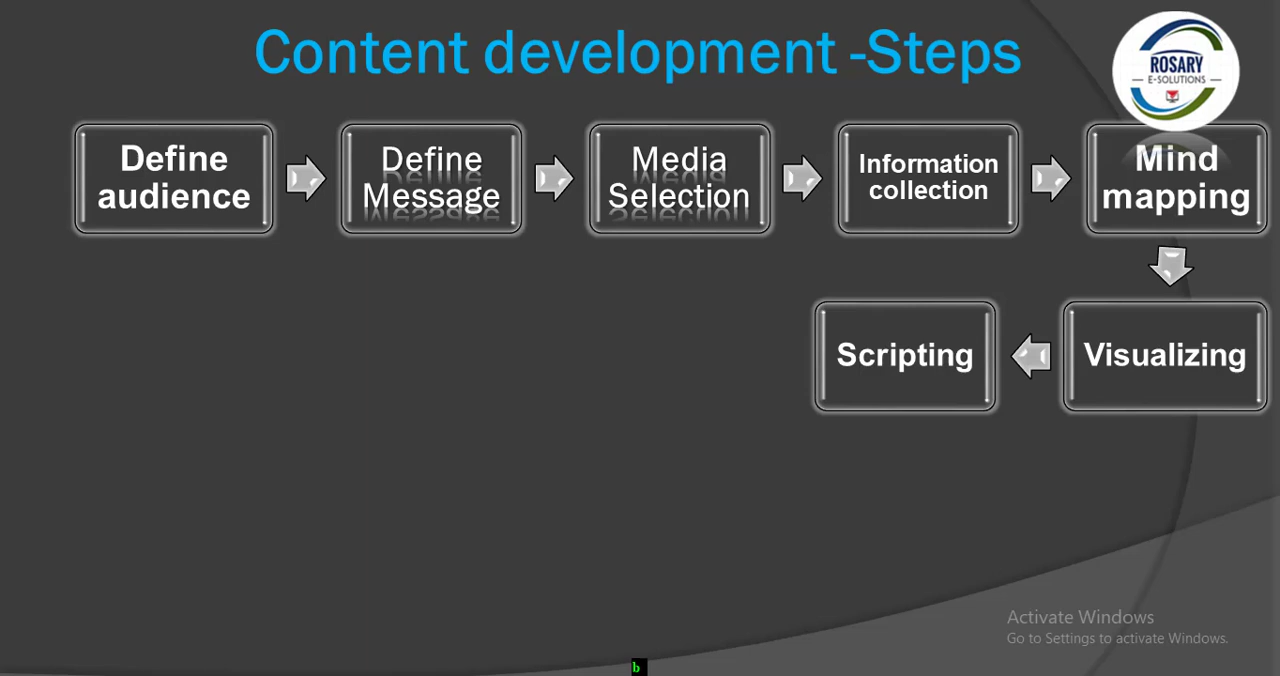 Content development -Steps
ROSARY
E-SOLUTIONS
Define
audience
Define
Message
Media
Selection
Information
collection
Mind
mapping
Visualizing
Scripting
Activate Windows
Go to Settings to activate Windows.
b